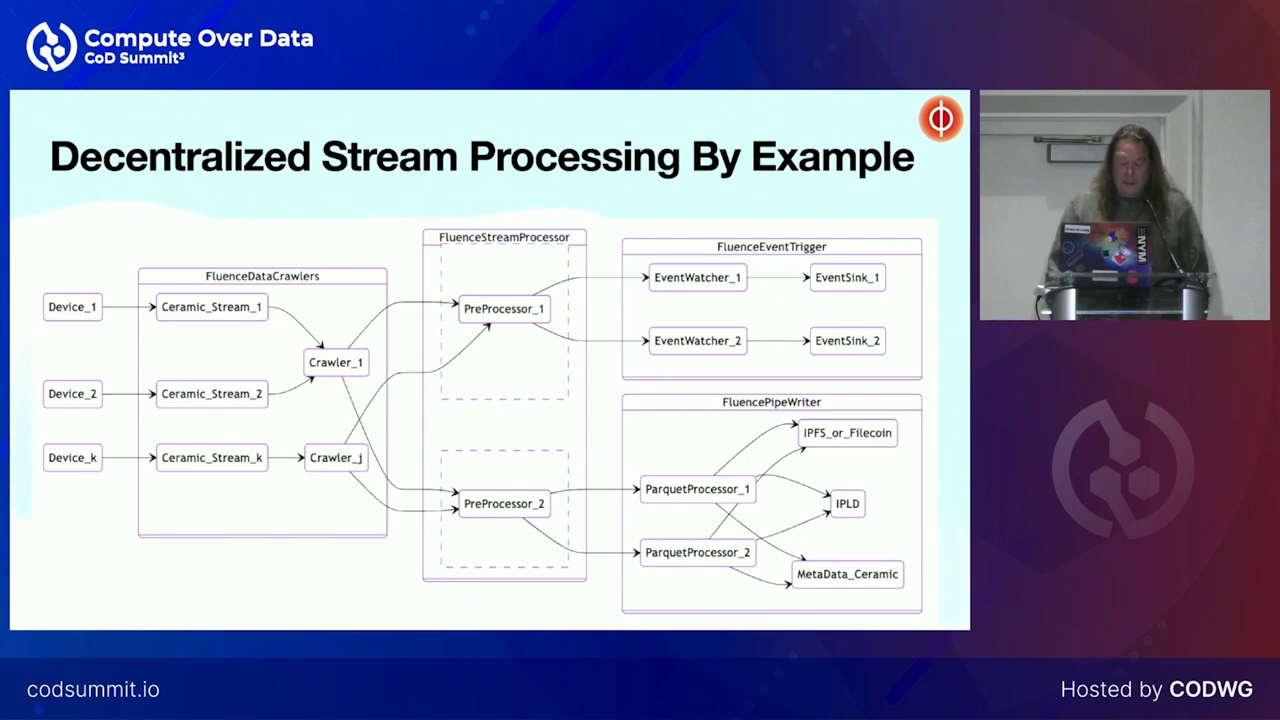 Compute Over Data
CoD Summit³
Decentralized Stream Processing By Example
FluenceDataCrawlers
Device_1
Ceramic_Stream_1
Crawler_1
Device_2
Ceramic_Stream_2
Device_k
Ceramic_Stream_k
Crawler_j
FluenceStreamProcessor
PreProcessor_1
PreProcessor_2
FluenceEventTrigger
EventWatcher_1
EventSink_1
EventWatcher_2
EventSink_2
FluencePipeWriter
IPFS_or_Filecoin
ParquetProcessor_1
IPLD
ParquetProcessor_2
MetaData_Ceramic
NYM
codsummit.io
Hosted by CODWG